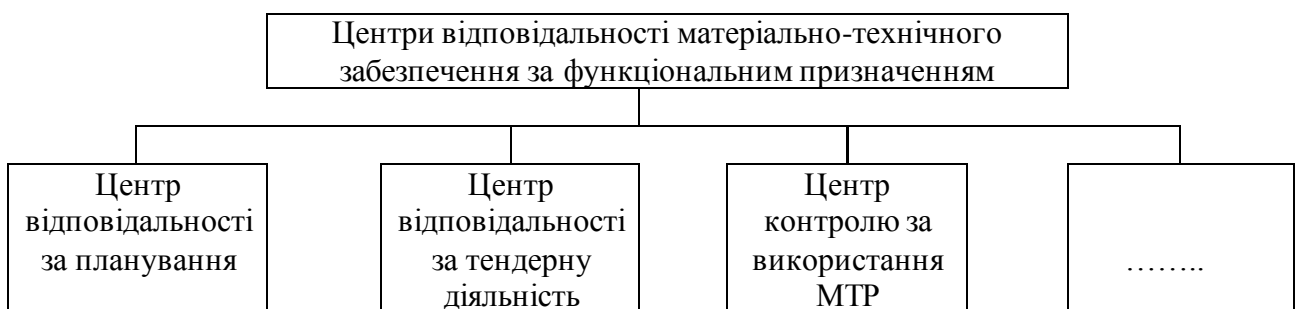 Центри відповідальності матеріально-технічного
забезпечення за функціональним призначенням
Центр
відповідальності
за планування
Центр
відповідальності
за тендерну
діяльність
Центр
контролю за
використання
МТР
……..